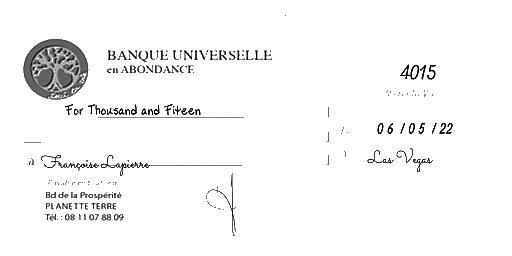 BANQUE UNIVERSELLE
en ABONDANCE
4015
For Thousand and Fiteen
06/05/22
à Françoise Lapierre
Las Vegas
Bd de la Prospérité
PLANETTE TERRE
Tél. : 08 11 07 88 09